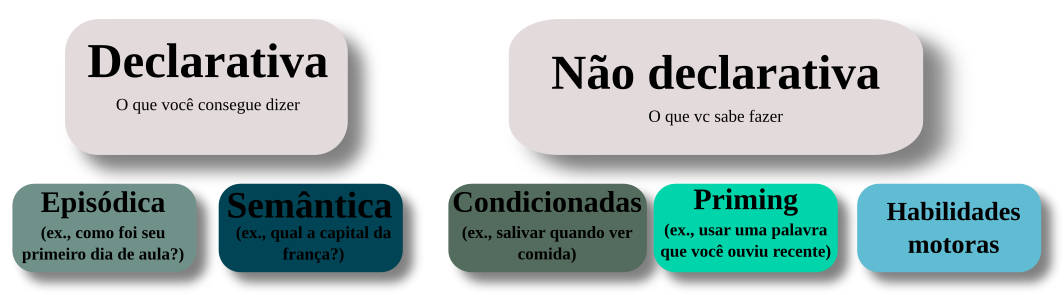 Declarativa
O que você consegue dizer
Não declarativa
O que vc sabe fazer
Episódica
(ex., como foi seu
primeiro dia de aula?)
Semântica
(ex., qual a capital da
frança?)
Condicionadas
(ex., salivar quando ver
comida)
Priming
(ex., usar uma palavra
que você ouviu recente)
Habilidades
motoras